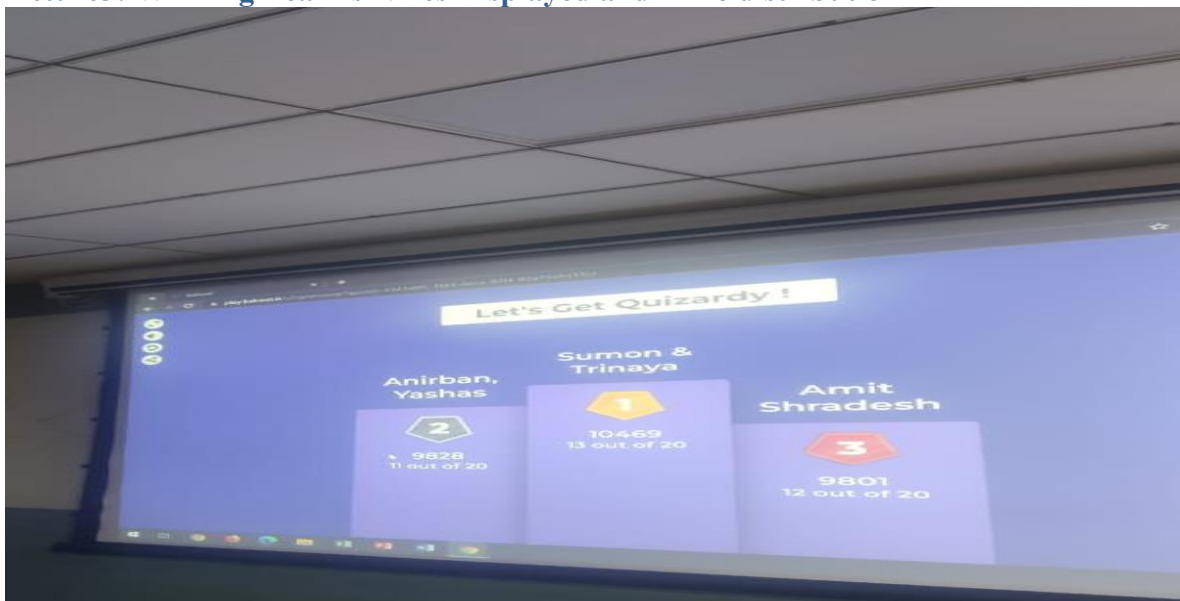 Let's Get Quizardy !
Sumon &
Trinaya
Anirban,
Yashas
Amit
Shradesh
2
1
3
9828
11 out of 20
10469
13 out of 20
9801
12 out of 20